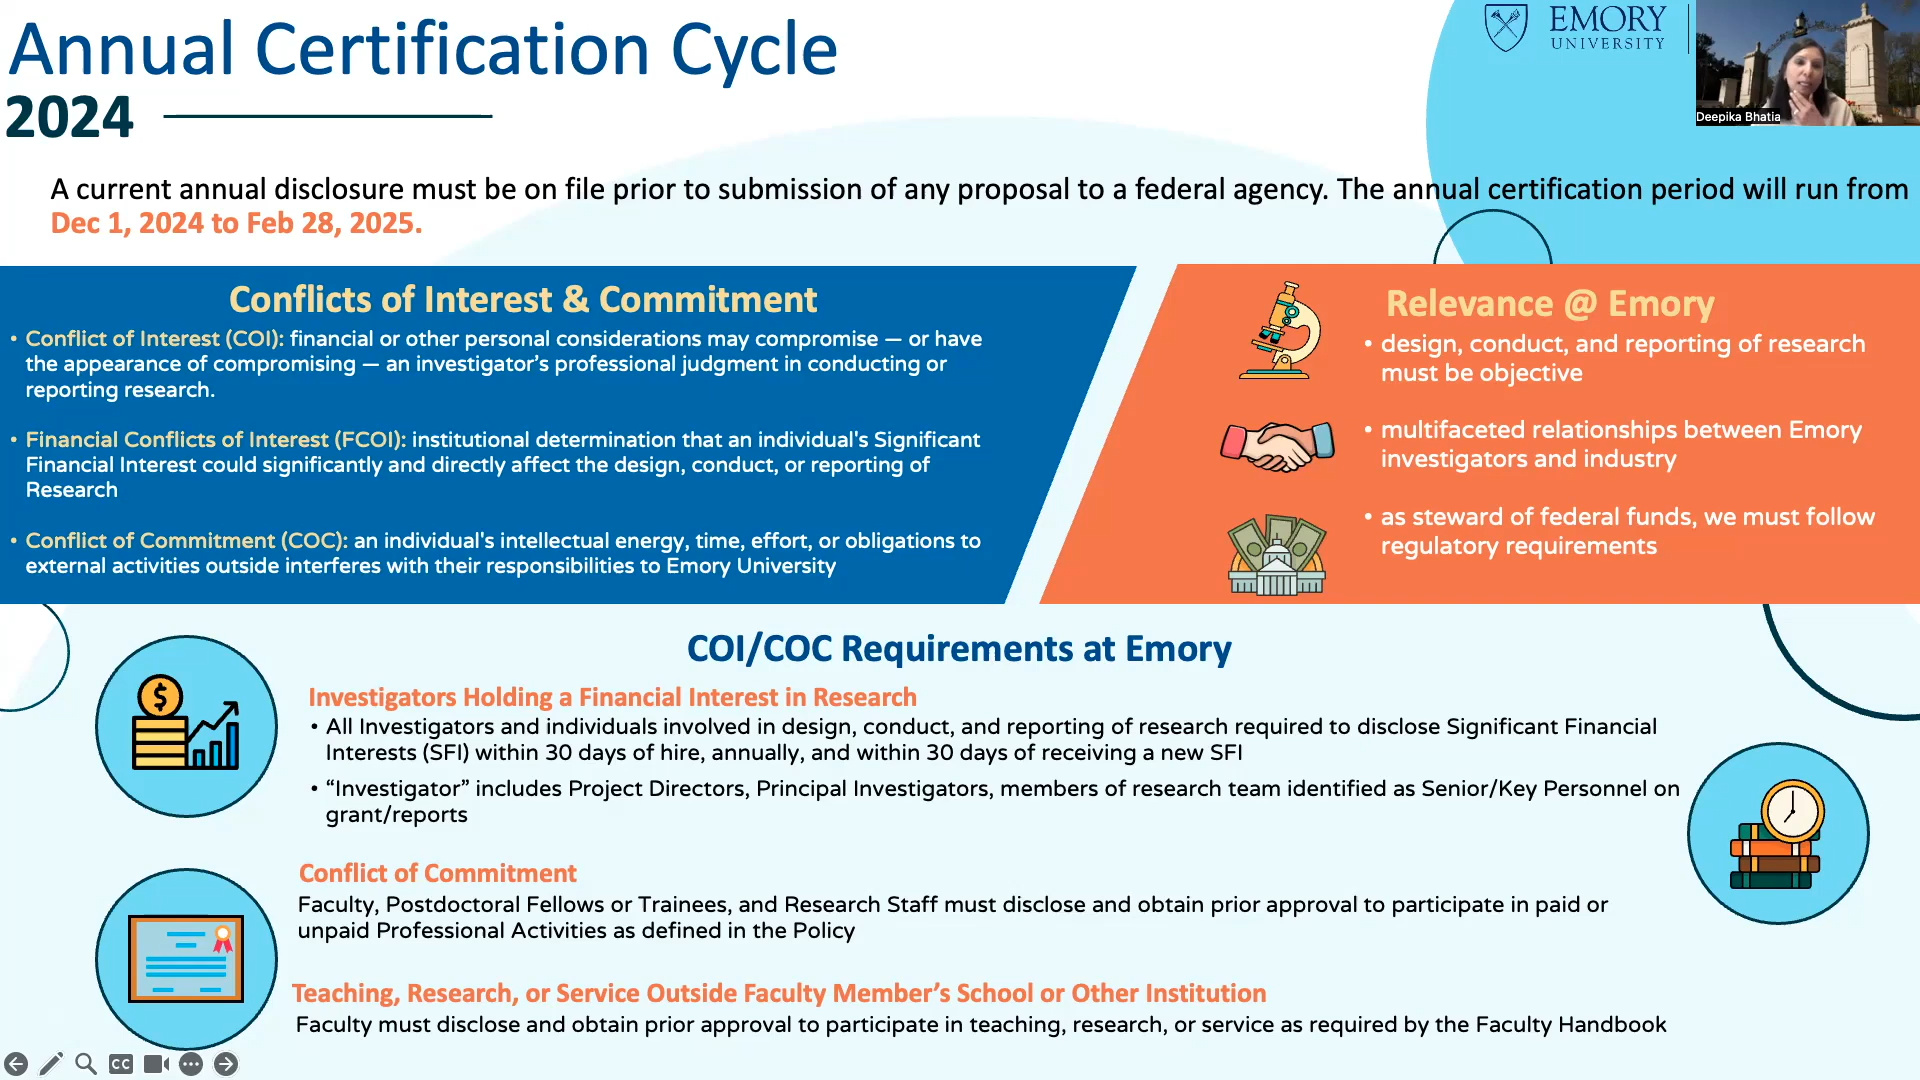 Annual Certification Cycle
2024
EMORY
UNIVERSITY
Deepika Bhatia
A current annual disclosure must be on file prior to submission of any proposal to a federal agency. The annual certification period will run from
Dec 1, 2024 to Feb 28, 2025.
Conflicts of Interest & Commitment
• Conflict of Interest (COI): financial or other personal considerations may compromise — or have
the appearance of compromising — an investigator’s professional judgment in conducting or
reporting research.
• Financial Conflicts of Interest (FCOI): institutional determination that an individual's Significant
Financial Interest could significantly and directly affect the design, conduct, or reporting of
Research
• Conflict of Commitment (COC): an individual's intellectual energy, time, effort, or obligations to
external activities outside interferes with their responsibilities to Emory University
Relevance @ Emory
• design, conduct, and reporting of research
must be objective
• multifaceted relationships between Emory
investigators and industry
• as steward of federal funds, we must follow
regulatory requirements
COI/COC Requirements at Emory
Investigators Holding a Financial Interest in Research
• All Investigators and individuals involved in design, conduct, and reporting of research required to disclose Significant Financial
Interests (SFI) within 30 days of hire, annually, and within 30 days of receiving a new SFI
• “Investigator” includes Project Directors, Principal Investigators, members of research team identified as Senior/Key Personnel on
grant/reports
Conflict of Commitment
Faculty, Postdoctoral Fellows or Trainees, and Research Staff must disclose and obtain prior approval to participate in paid or
unpaid Professional Activities as defined in the Policy
Teaching, Research, or Service Outside Faculty Member’s School or Other Institution
Faculty must disclose and obtain prior approval to participate in teaching, research, or service as required by the Faculty Handbook
CC